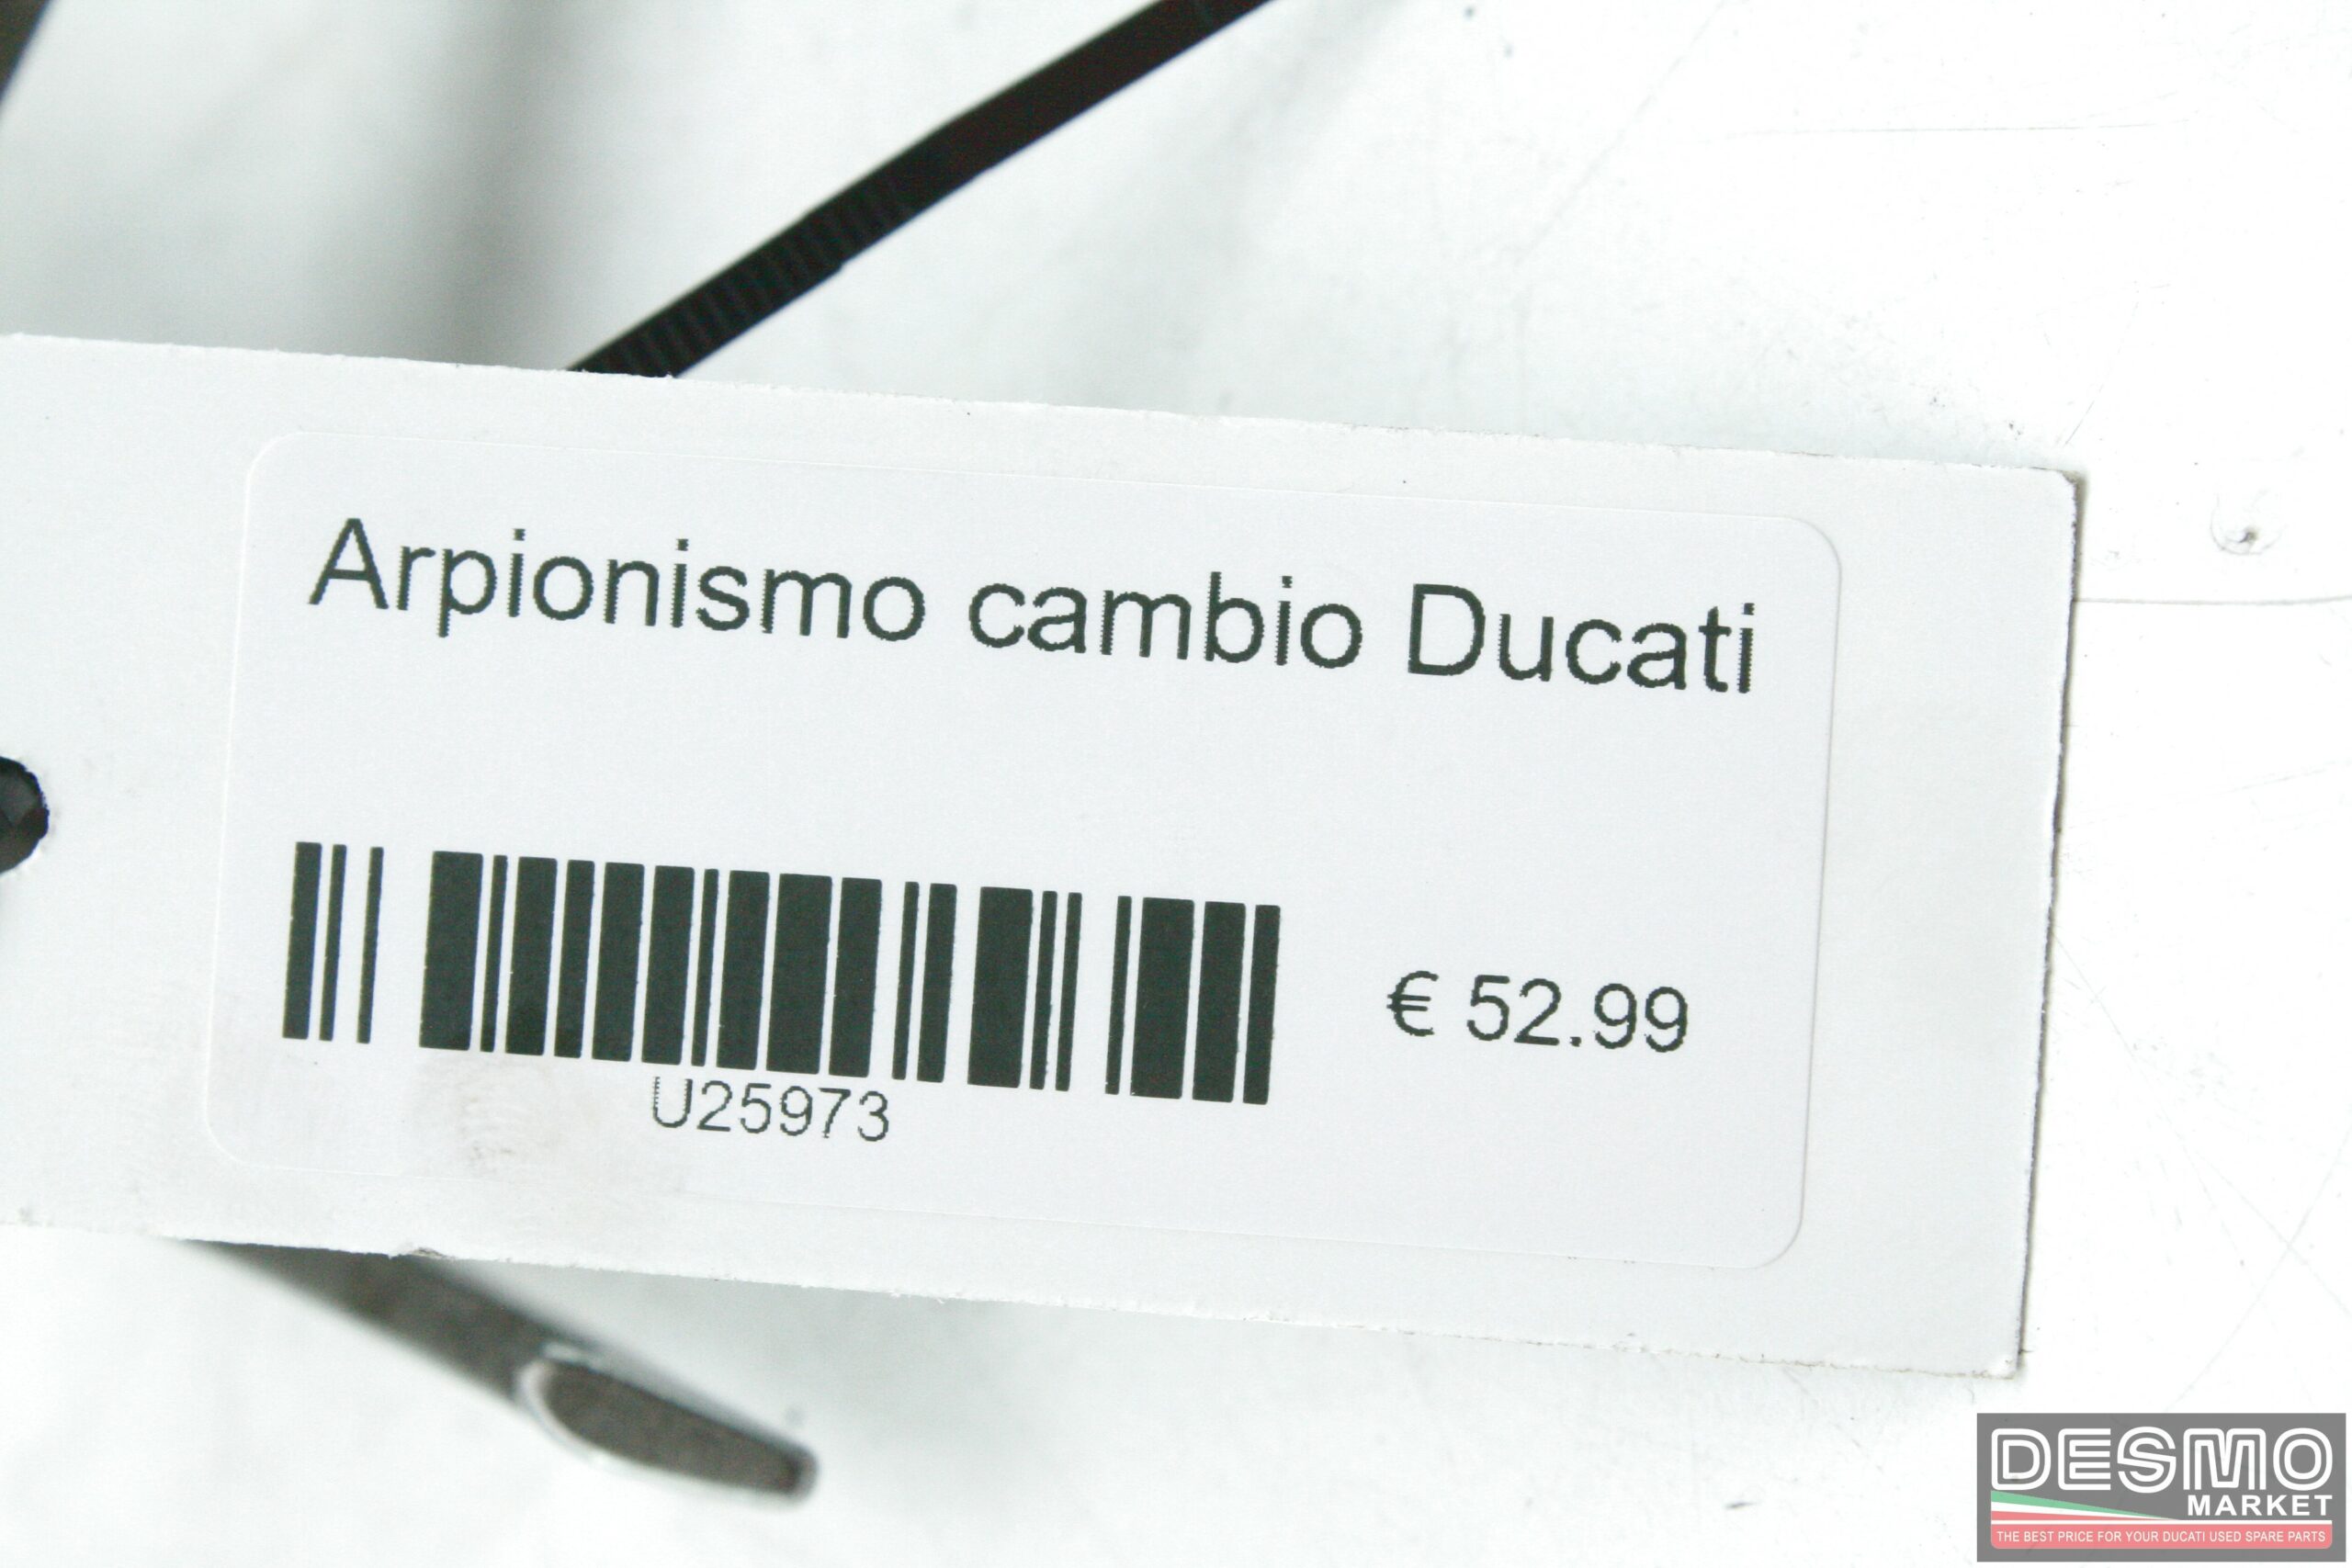 Arpionismo cambio Ducati
€ 52.99
U25973
DESMO
MARKET
THE BEST PRICE FOR YOUR DUCATI USED SPARE PARTS